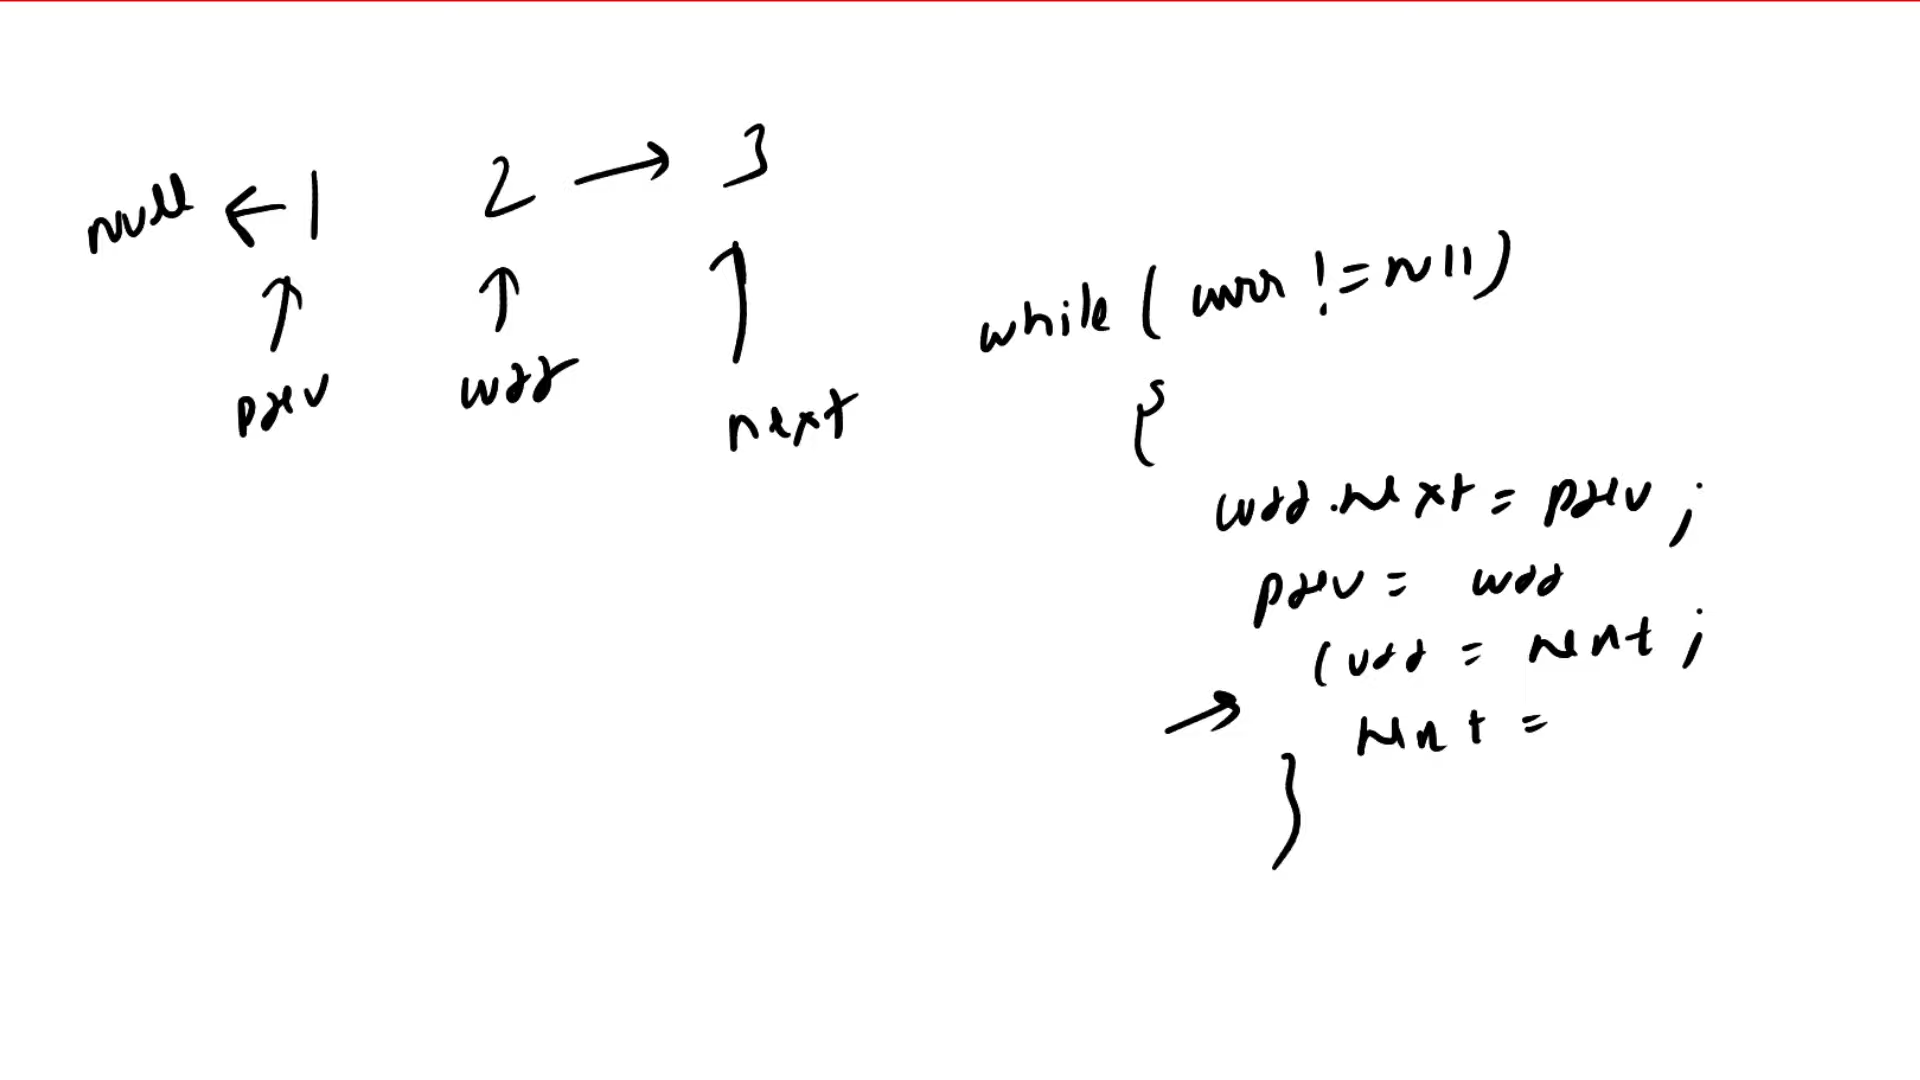 null ← 1 2 → 3
prev curr next
while ( curr != null )
{
curr.next = prev ;
prev = curr
curr = next ;
→ next =
}